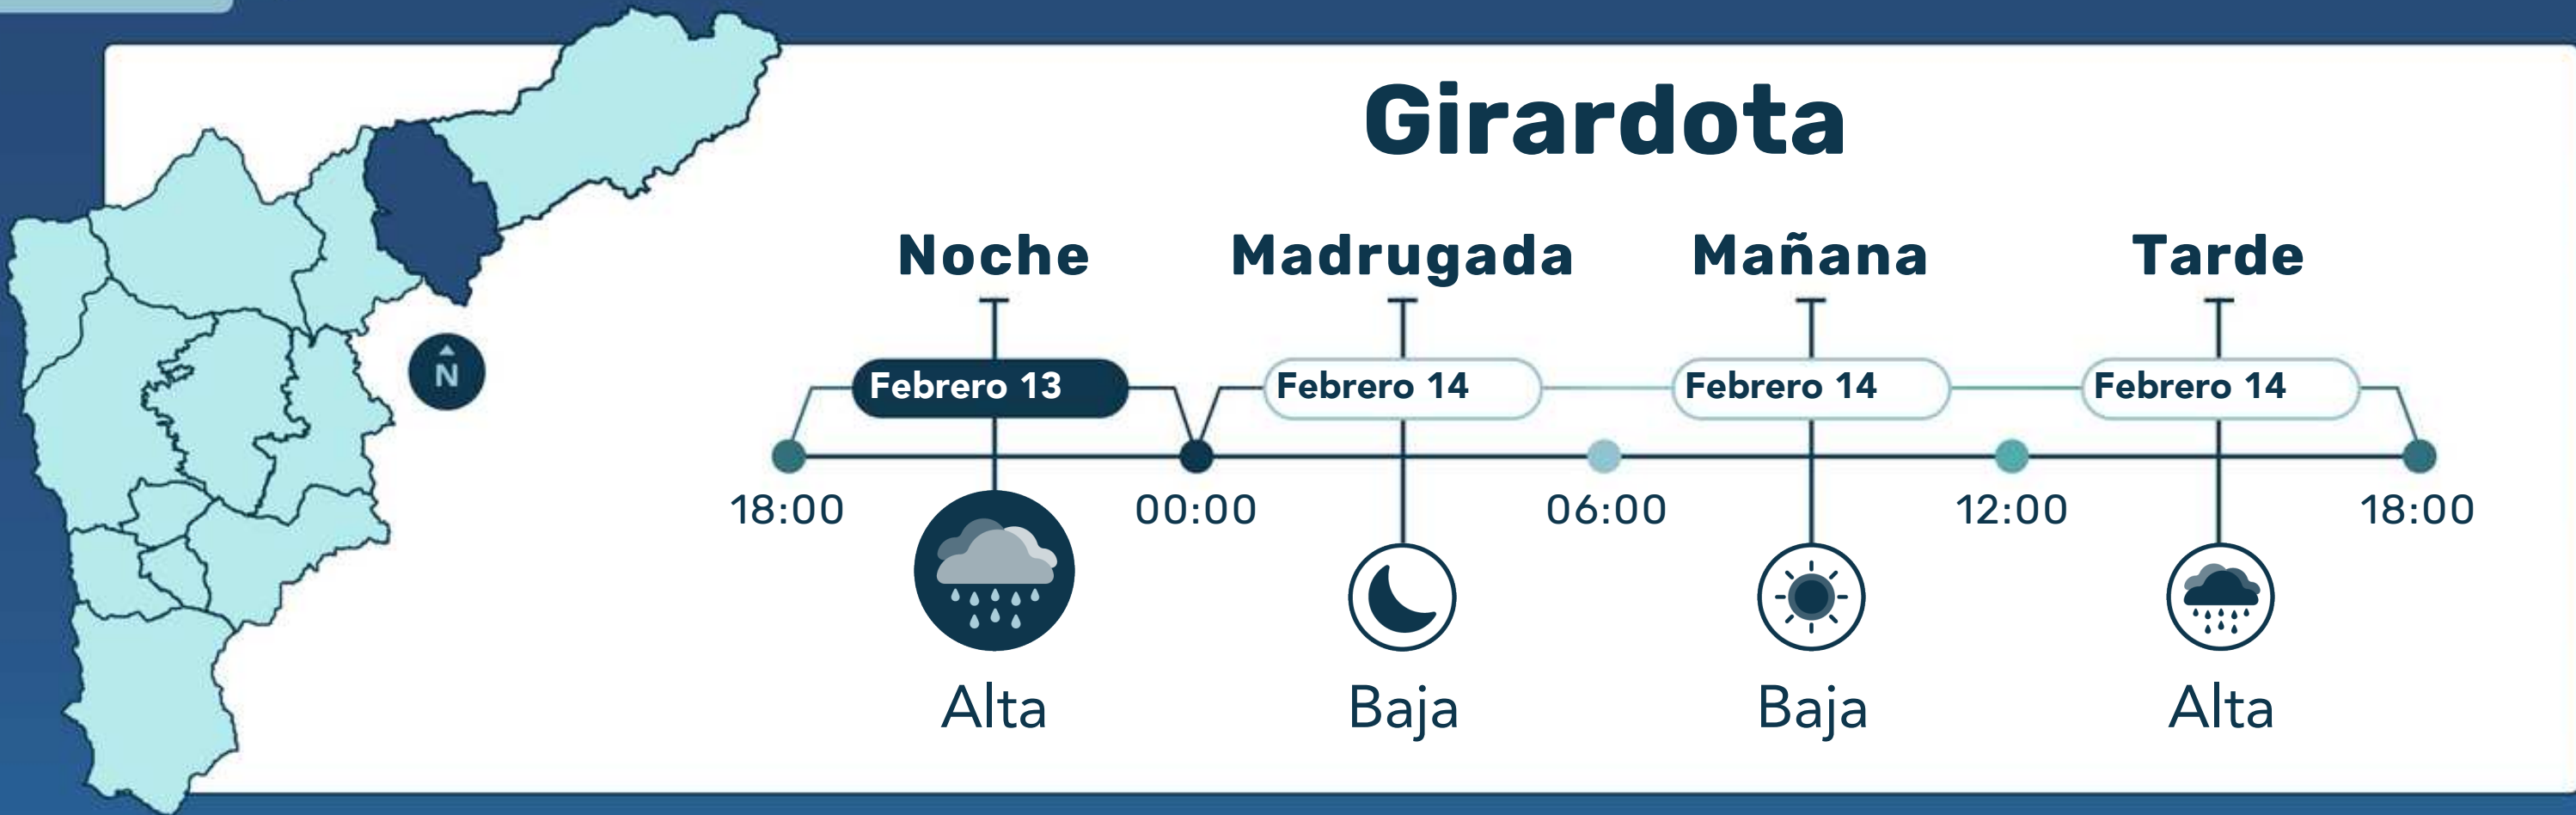 Girardota
Noche Madrugada Mañana Tarde
Febrero 13 Febrero 14 Febrero 14 Febrero 14
N
18:00 00:00 06:00 12:00 18:00
Alta Baja Baja Alta